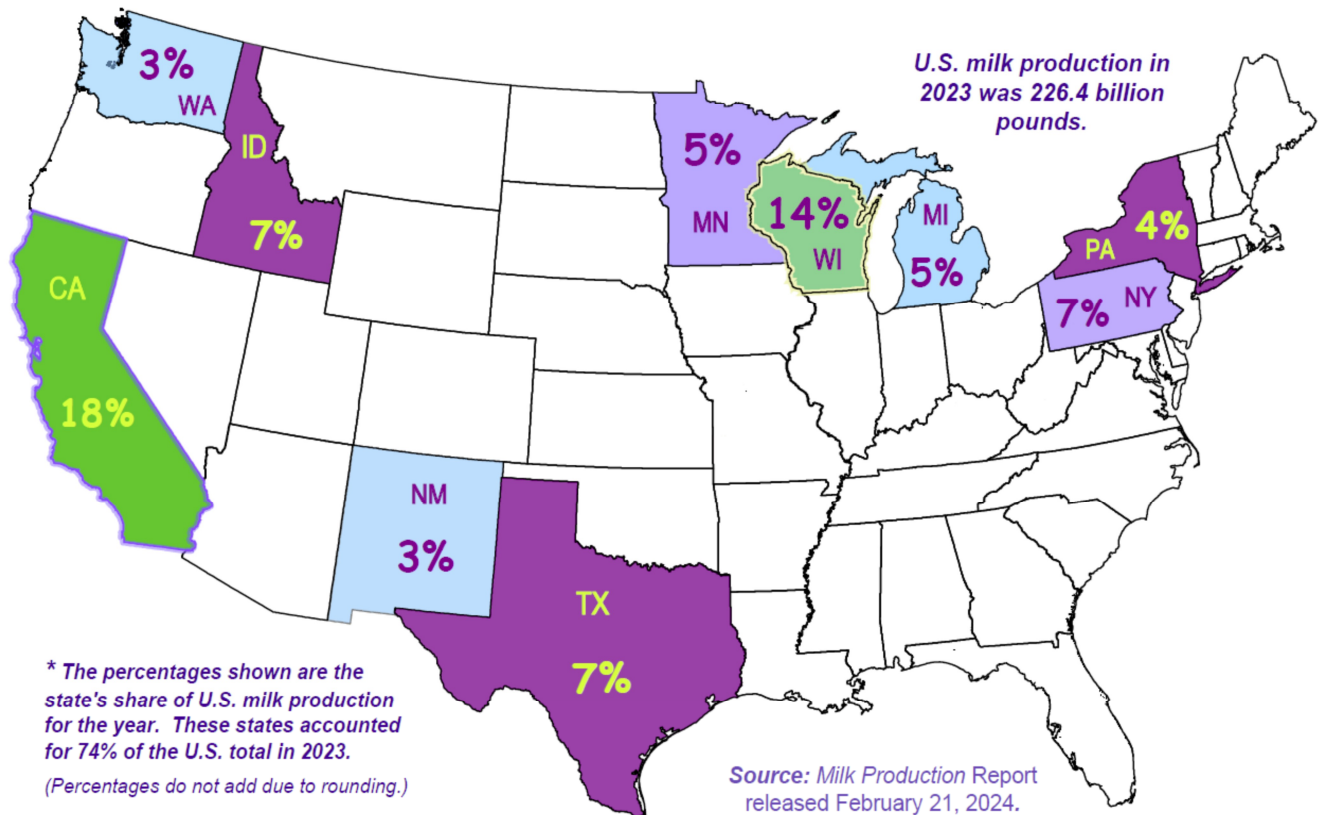 3%
WA
ID
7%
CA
18%
NM
3%
TX
7%
5%
MN
14%
WI
MI
5%
4%
PA
7% NY
U.S. milk production in
2023 was 226.4 billion
pounds.
* The percentages shown are the
state's share of U.S. milk production
for the year. These states accounted
for 74% of the U.S. total in 2023.
(Percentages do not add due to rounding.)
Source: Milk Production Report
released February 21, 2024.